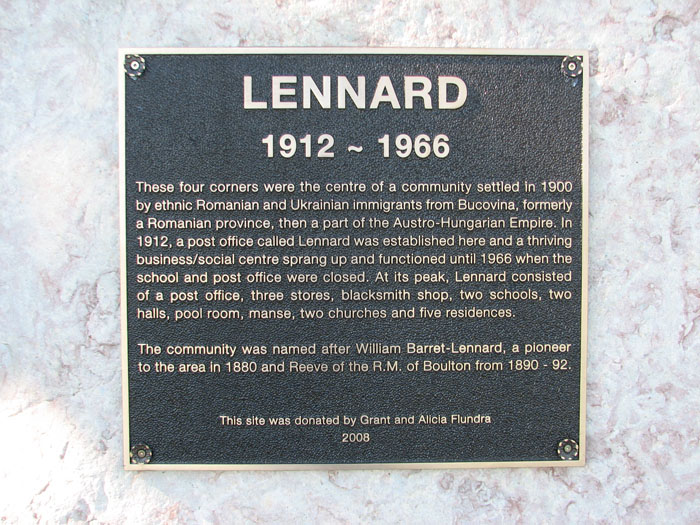 LENNARD
1912 ~ 1966
These four corners were the centre of a community settled in 1900
by ethnic Romanian and Ukrainian immigrants from Bucovina, formerly
a Romanian province, then a part of the Austro-Hungarian Empire. In
1912, a post office called Lennard was established here and a thriving
business/social centre sprang up and functioned until 1966 when the
school and post office were closed. At its peak, Lennard consisted
of a post office, three stores, blacksmith shop, two schools, two
halls, pool room, manse, two churches and five residences.
The community was named after William Barret-Lennard, a pioneer
to the area in 1880 and Reeve of the R.M. of Boulton from 1890 - 92.
This site was donated by Grant and Alicia Flundra
2008